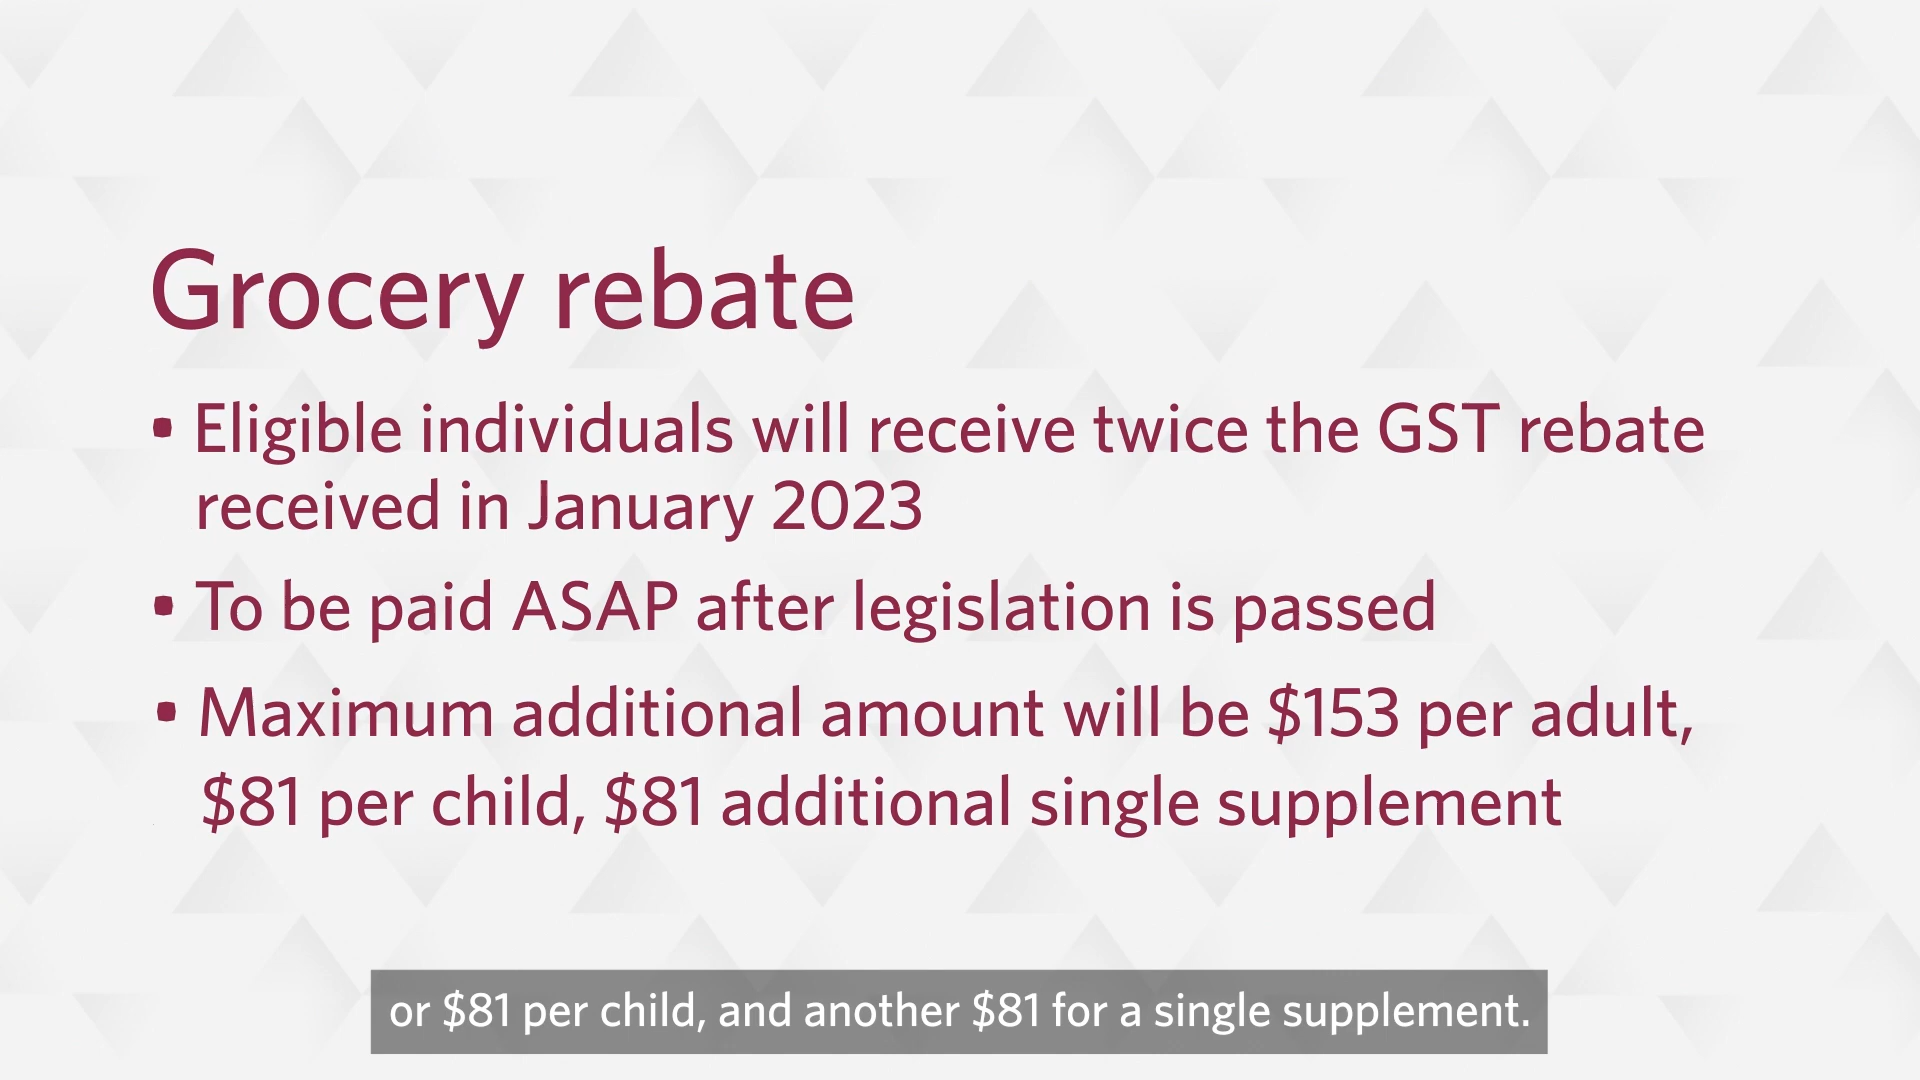 Grocery rebate
• Eligible individuals will receive twice the GST rebate
received in January 2023
• To be paid ASAP after legislation is passed
• Maximum additional amount will be $153 per adult,
$81 per child, $81 additional single supplement
or $81 per child, and another $81 for a single supplement.